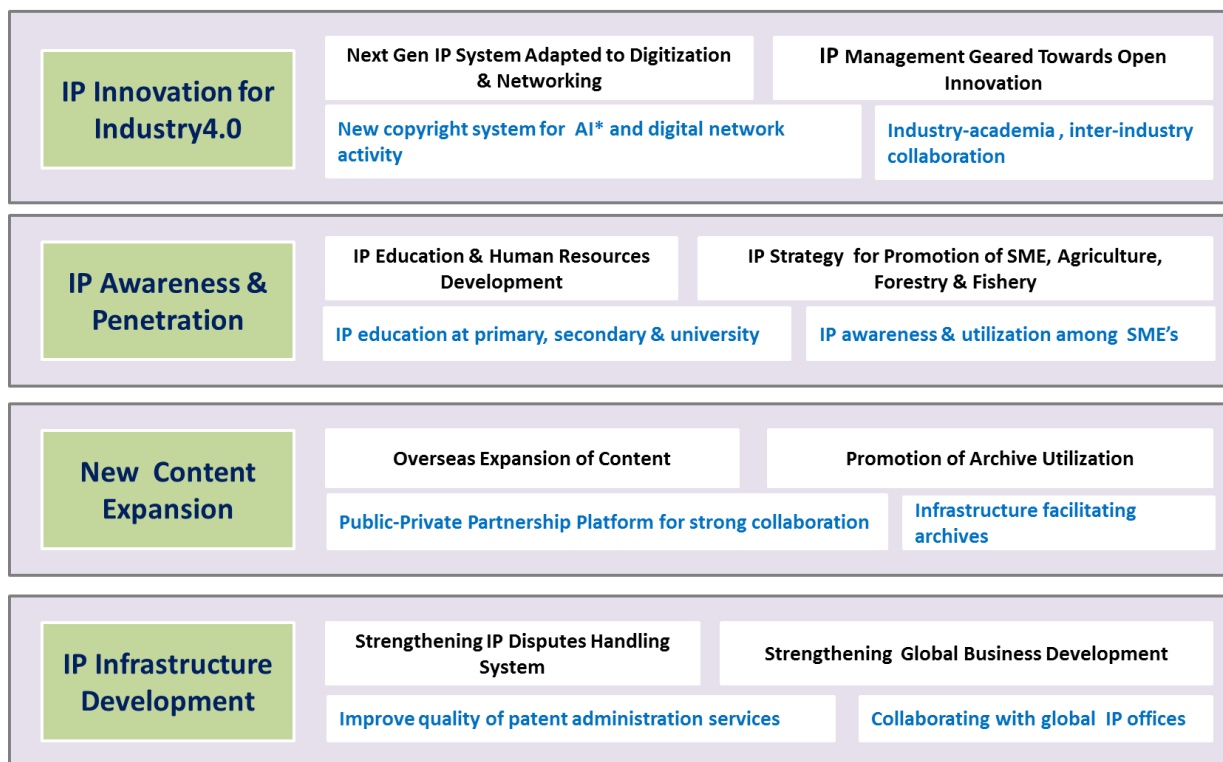 IP Innovation for
Industry4.0
Next Gen IP System Adapted to Digitization
& Networking
IP Management Geared Towards Open
Innovation
New copyright system for AI* and digital network
activity
Industry-academia , inter-industry
collaboration
IP Awareness &
Penetration
IP Education & Human Resources
Development
IP Strategy for Promotion of SME, Agriculture,
Forestry & Fishery
IP education at primary, secondary & university
IP awareness & utilization among SME's
New Content
Expansion
Overseas Expansion of Content
Promotion of Archive Utilization
Public-Private Partnership Platform for strong collaboration
Infrastructure facilitating
archives
IP Infrastructure
Development
Strengthening IP Disputes Handling
System
Strengthening Global Business Development
Improve quality of patent administration services
Collaborating with global IP offices